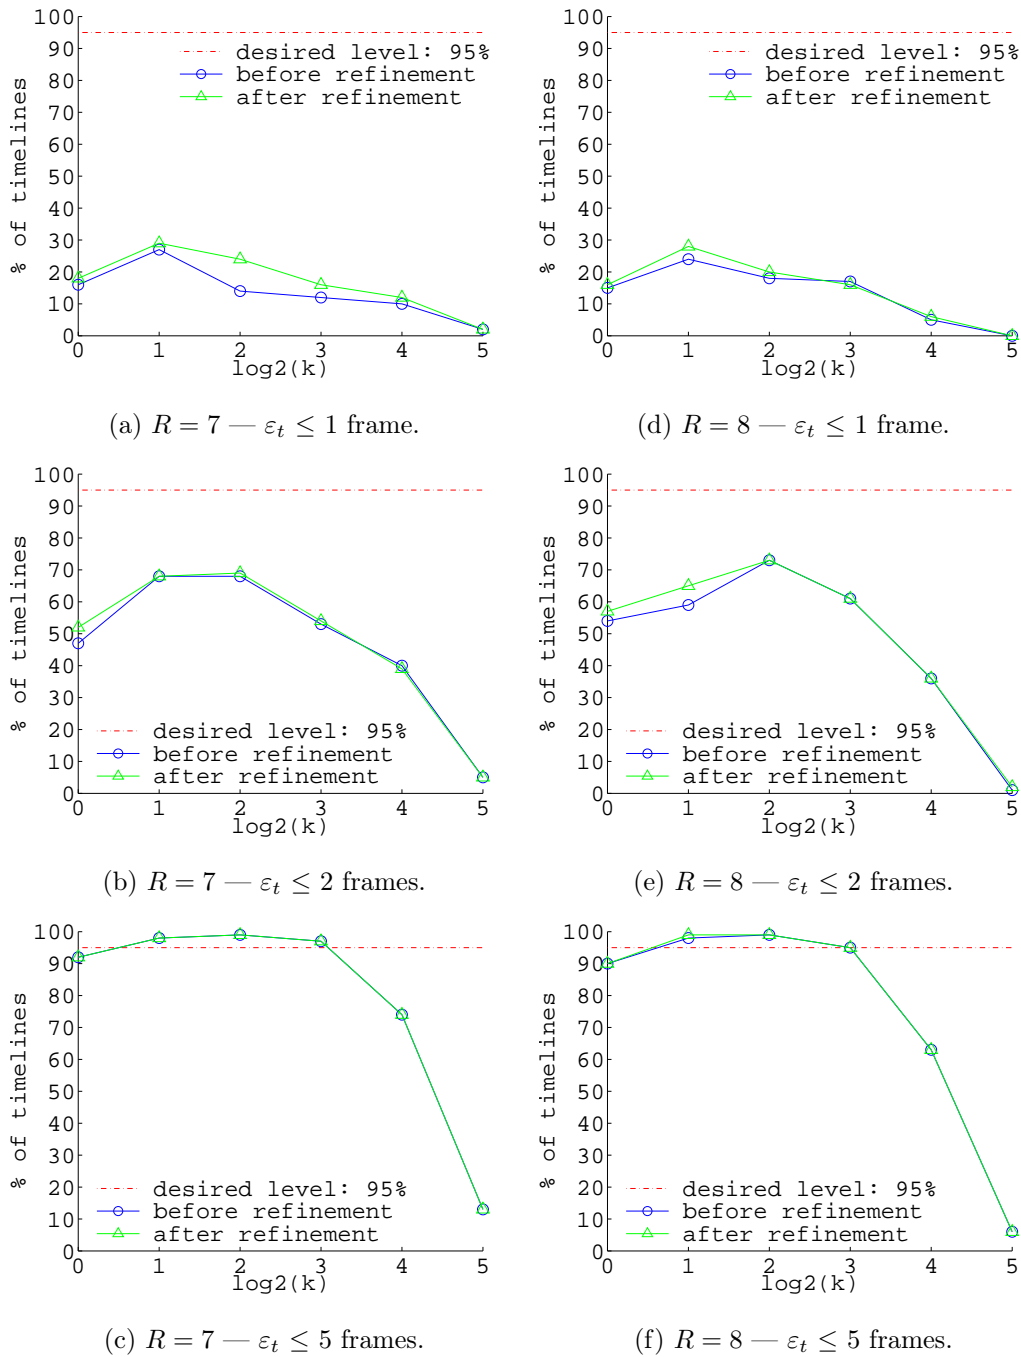 100
90
80
70
60
50
40
30
20
10
0
% of timelines
desired level: 95%
before refinement
after refinement
0 1 2 3 4 5
log2(k)
(a) R = 7 — εt ≤ 1 frame.
100
90
80
70
60
50
40
30
20
10
0
% of timelines
desired level: 95%
before refinement
after refinement
0 1 2 3 4 5
log2(k)
(d) R = 8 — εt ≤ 1 frame.
100
90
80
70
60
50
40
30
20
10
0
% of timelines
desired level: 95%
before refinement
after refinement
0 1 2 3 4 5
log2(k)
(b) R = 7 — εt ≤ 2 frames.
100
90
80
70
60
50
40
30
20
10
0
% of timelines
desired level: 95%
before refinement
after refinement
0 1 2 3 4 5
log2(k)
(e) R = 8 — εt ≤ 2 frames.
100
90
80
70
60
50
40
30
20
10
0
% of timelines
desired level: 95%
before refinement
after refinement
0 1 2 3 4 5
log2(k)
(c) R = 7 — εt ≤ 5 frames.
100
90
80
70
60
50
40
30
20
10
0
% of timelines
desired level: 95%
before refinement
after refinement
0 1 2 3 4 5
log2(k)
(f) R = 8 — εt ≤ 5 frames.